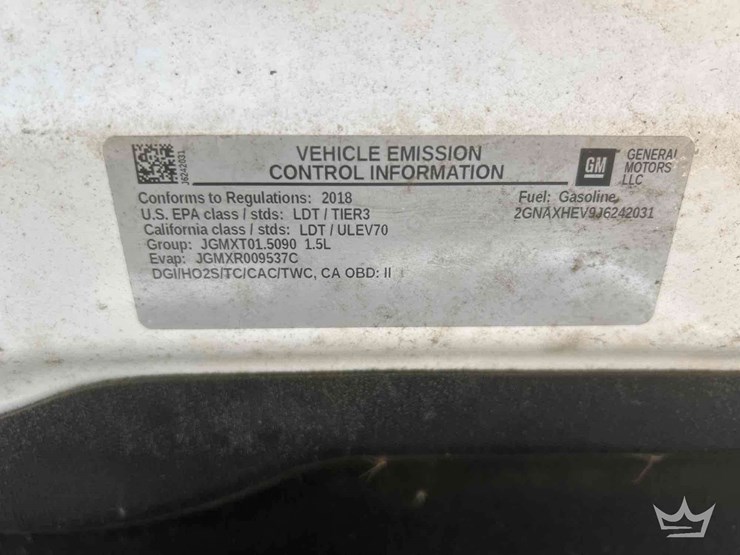 VEHICLE EMISSION
CONTROL INFORMATION
J6242031
GM
GENERAL
MOTORS
LLC
Conforms to Regulations: 2018
Fuel: Gasoline
U.S. EPA class / stds: LDT / TIER3
2GNAXHEV9J6242031
California class / stds: LDT / ULEV70
Group: JGMXT01.5090 1.5L
Evap: JGMXR009537C
DGI/HO2S/TC/CAC/TWC, CA OBD: II